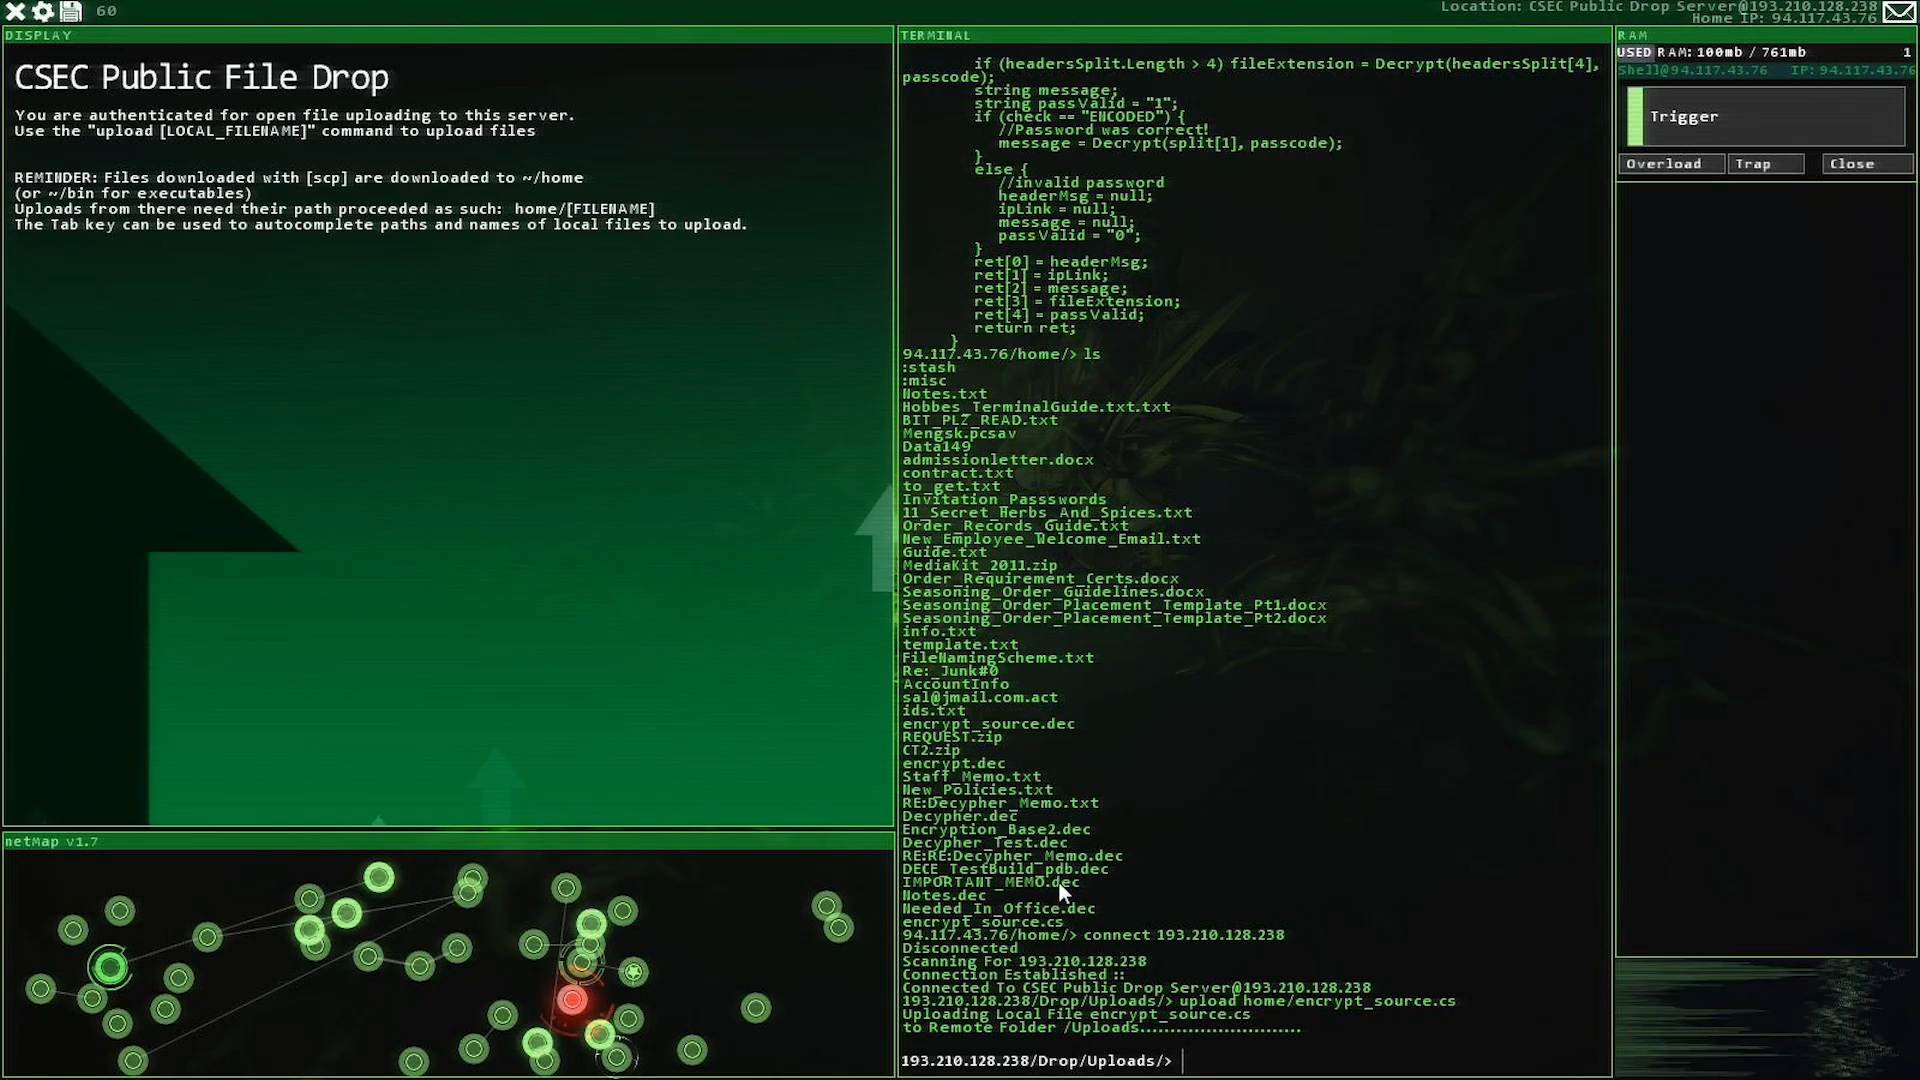 60
Location: CSEC Public Drop Server@193.210.128.238
Home IP: 94.117.43.76
DISPLAY
CSEC Public File Drop
You are authenticated for open file uploading to this server.
Use the "upload [LOCAL_FILENAME]" command to upload files
REMINDER: Files downloaded with [scp] are downloaded to ~/home
(or ~/bin for executables)
Uploads from there need their path proceeded as such: home/[FILENAME]
The Tab key can be used to autocomplete paths and names of local files to upload.
netMap v1.7
TERMINAL
if (headersSplit.Length > 4) fileExtension = Decrypt(headersSplit[4],
passcode);
string message;
string passValid = "1";
if (check == "ENCODED") {
//Password was correct!
message = Decrypt(split[1], passcode);
}
else {
//invalid password
headerMsg = null;
ipLink = null;
message = null;
passValid = "0";
}
ret[0] = headerMsg;
ret[1] = ipLink;
ret[2] = message;
ret[3] = fileExtension;
ret[4] = passValid;
return ret;
}
94.117.43.76/home/> ls
:stash
:misc
Notes.txt
Hobbes_TerminalGuide.txt.txt
BIT_PLZ_READ.txt
Mengsk.pcsav
Data149
admissionletter.docx
contract.txt
to_get.txt
Invitation_Passswords
11_Secret_Herbs_And_Spices.txt
Order_Records_Guide.txt
New_Employee_Welcome_Email.txt
Guide.txt
MediaKit_2011.zip
Order_Requirement_Certs.docx
Seasoning_Order_Guidelines.docx
Seasoning_Order_Placement_Template_Pt1.docx
Seasoning_Order_Placement_Template_Pt2.docx
info.txt
template.txt
FileNamingScheme.txt
Re:_Junk#0
AccountInfo
sal@jmail.com.act
ids.txt
encrypt_source.dec
REQUEST.zip
CT2.zip
encrypt.dec
Staff_Memo.txt
New_Policies.txt
RE:Decypher_Memo.txt
Decypher.dec
Encryption_Base2.dec
Decypher_Test.dec
RE:RE:Decypher_Memo.dec
DECE_TestBuild_pdb.dec
IMPORTANT_MEMO.dec
Notes.dec
Needed_In_Office.dec
encrypt_source.cs
94.117.43.76/home/> connect 193.210.128.238
Disconnected
Scanning For 193.210.128.238
Connection Established ::
Connected To CSEC Public Drop Server@193.210.128.238
193.210.128.238/Drop/Uploads/> upload home/encrypt_source.cs
Uploading Local File encrypt_source.cs
to Remote Folder /Uploads..........................
193.210.128.238/Drop/Uploads/>
RAM
USED RAM: 100mb / 761mb 1
Shell@94.117.43.76 IP: 94.117.43.76
Trigger
Overload Trap Close